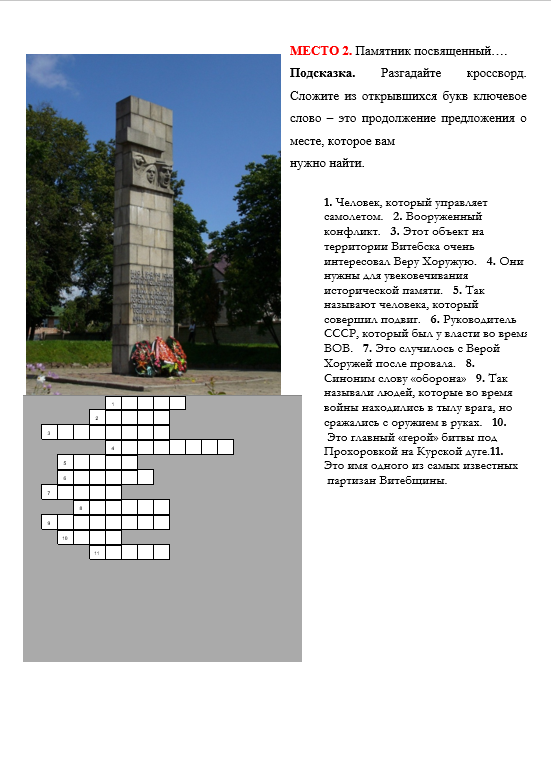 МЕСТО 2. Памятник посвященный….
Подсказка. Разгадайте кроссворд.
Сложите из открывшихся букв ключевое
слово – это продолжение предложения о
месте, которое вам
нужно найти.
1. Человек, который управляет
самолетом. 2. Вооруженный
конфликт. 3. Этот объект на
территории Витебска очень
интересовал Веру Хоружую. 4. Они
нужны для увековечивания
исторической памяти. 5. Так
называют человека, который
совершил подвиг. 6. Руководитель
СССР, который был у власти во время
ВОВ. 7. Это случилось с Верой
Хоружей после провала. 8.
Синоним слову «оборона» 9. Так
называли людей, которые во время
войны находились в тылу врага, но
сражались с оружием в руках. 10.
Это главный «герой» битвы под
Прохоровкой на Курской дуге.11.
Это имя одного из самых известных
партизан Витебщины.
1
2
3
4
5
6
7
8
9
10
11